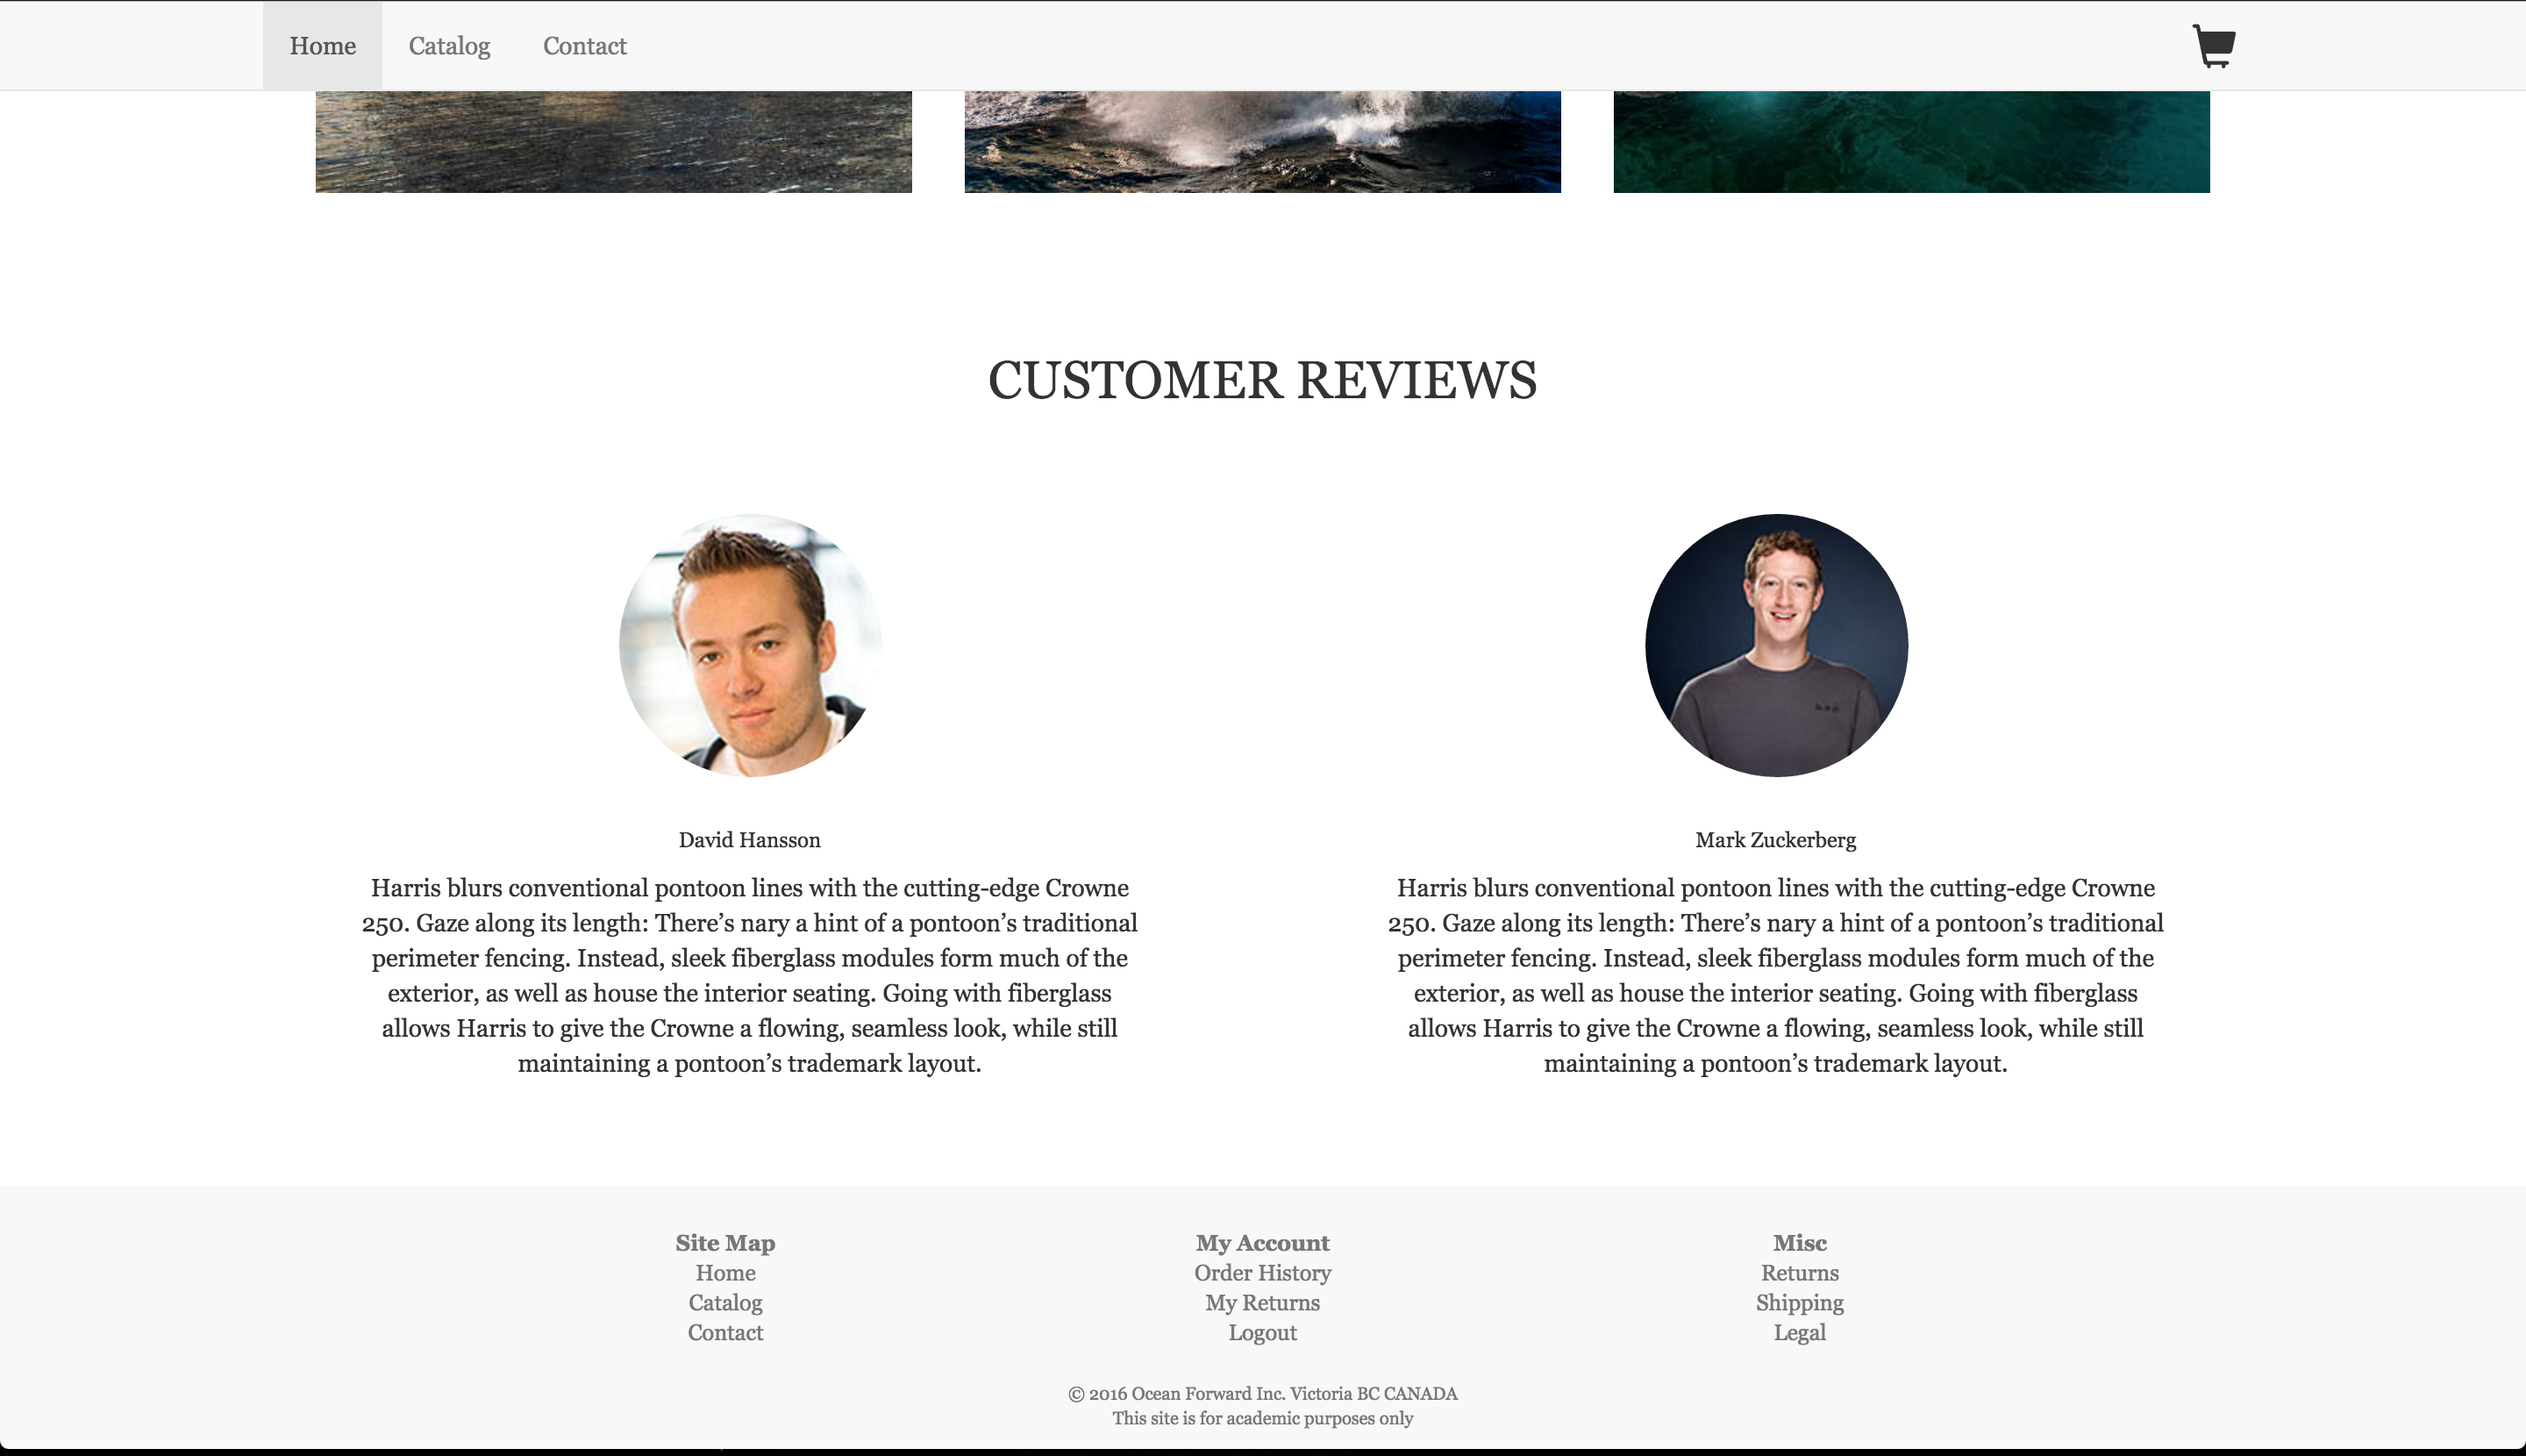 Home Catalog Contact
CUSTOMER REVIEWS
David Hansson
Harris blurs conventional pontoon lines with the cutting-edge Crowne
250. Gaze along its length: There’s nary a hint of a pontoon’s traditional
perimeter fencing. Instead, sleek fiberglass modules form much of the
exterior, as well as house the interior seating. Going with fiberglass
allows Harris to give the Crowne a flowing, seamless look, while still
maintaining a pontoon’s trademark layout.
Mark Zuckerberg
Harris blurs conventional pontoon lines with the cutting-edge Crowne
250. Gaze along its length: There’s nary a hint of a pontoon’s traditional
perimeter fencing. Instead, sleek fiberglass modules form much of the
exterior, as well as house the interior seating. Going with fiberglass
allows Harris to give the Crowne a flowing, seamless look, while still
maintaining a pontoon’s trademark layout.
Site Map
Home
Catalog
Contact
My Account
Order History
My Returns
Logout
Misc
Returns
Shipping
Legal
© 2016 Ocean Forward Inc. Victoria BC CANADA
This site is for academic purposes only